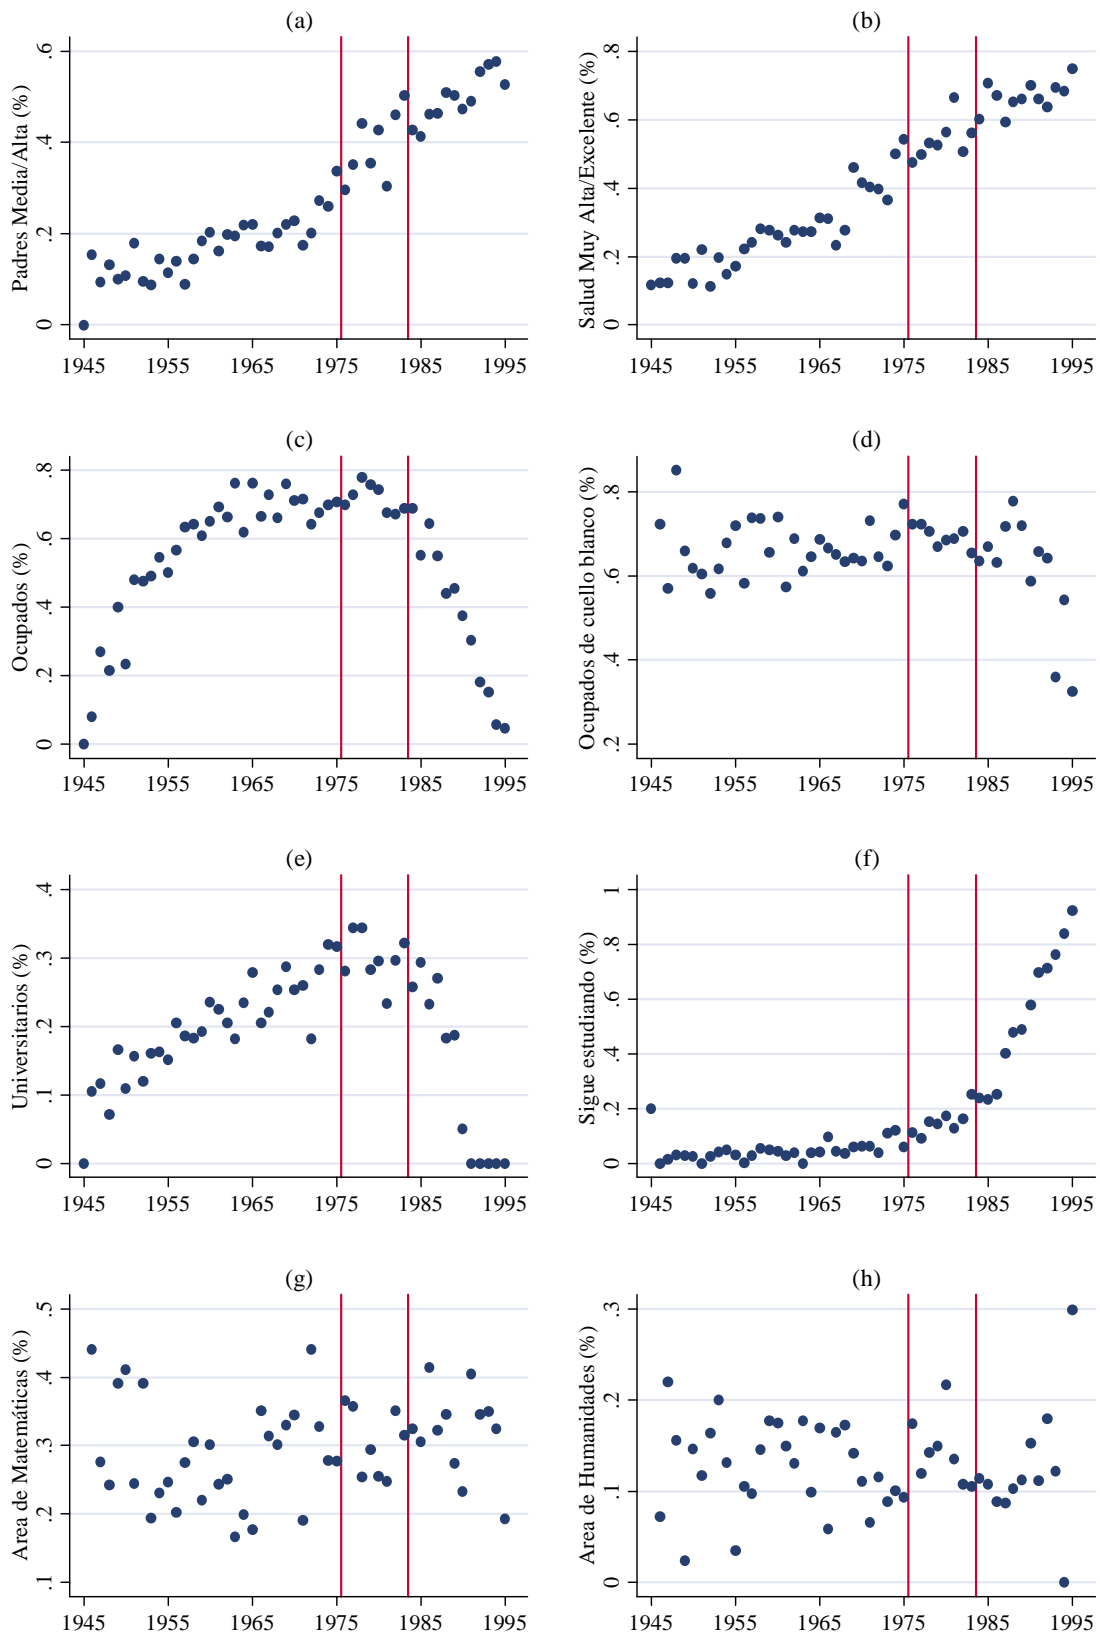 (a)
Padres Media/Alta (%)
.6
.4
.2
0
1945 1955 1965 1975 1985 1995
(b)
Salud Muy Alta/Excelente (%)
.8
.6
.4
.2
0
1945 1955 1965 1975 1985 1995
(c)
Ocupados (%)
.8
.6
.4
.2
0
1945 1955 1965 1975 1985 1995
(d)
Ocupados de cuello blanco (%)
.8
.6
.4
.2
1945 1955 1965 1975 1985 1995
(e)
Universitarios (%)
.4
.3
.2
.1
0
1945 1955 1965 1975 1985 1995
(f)
Sigue estudiando (%)
1
.8
.6
.4
.2
0
1945 1955 1965 1975 1985 1995
(g)
Area de Matemáticas (%)
.5
.4
.3
.2
.1
1945 1955 1965 1975 1985 1995
(h)
Area de Humanidades (%)
.3
.2
.1
0
1945 1955 1965 1975 1985 1995